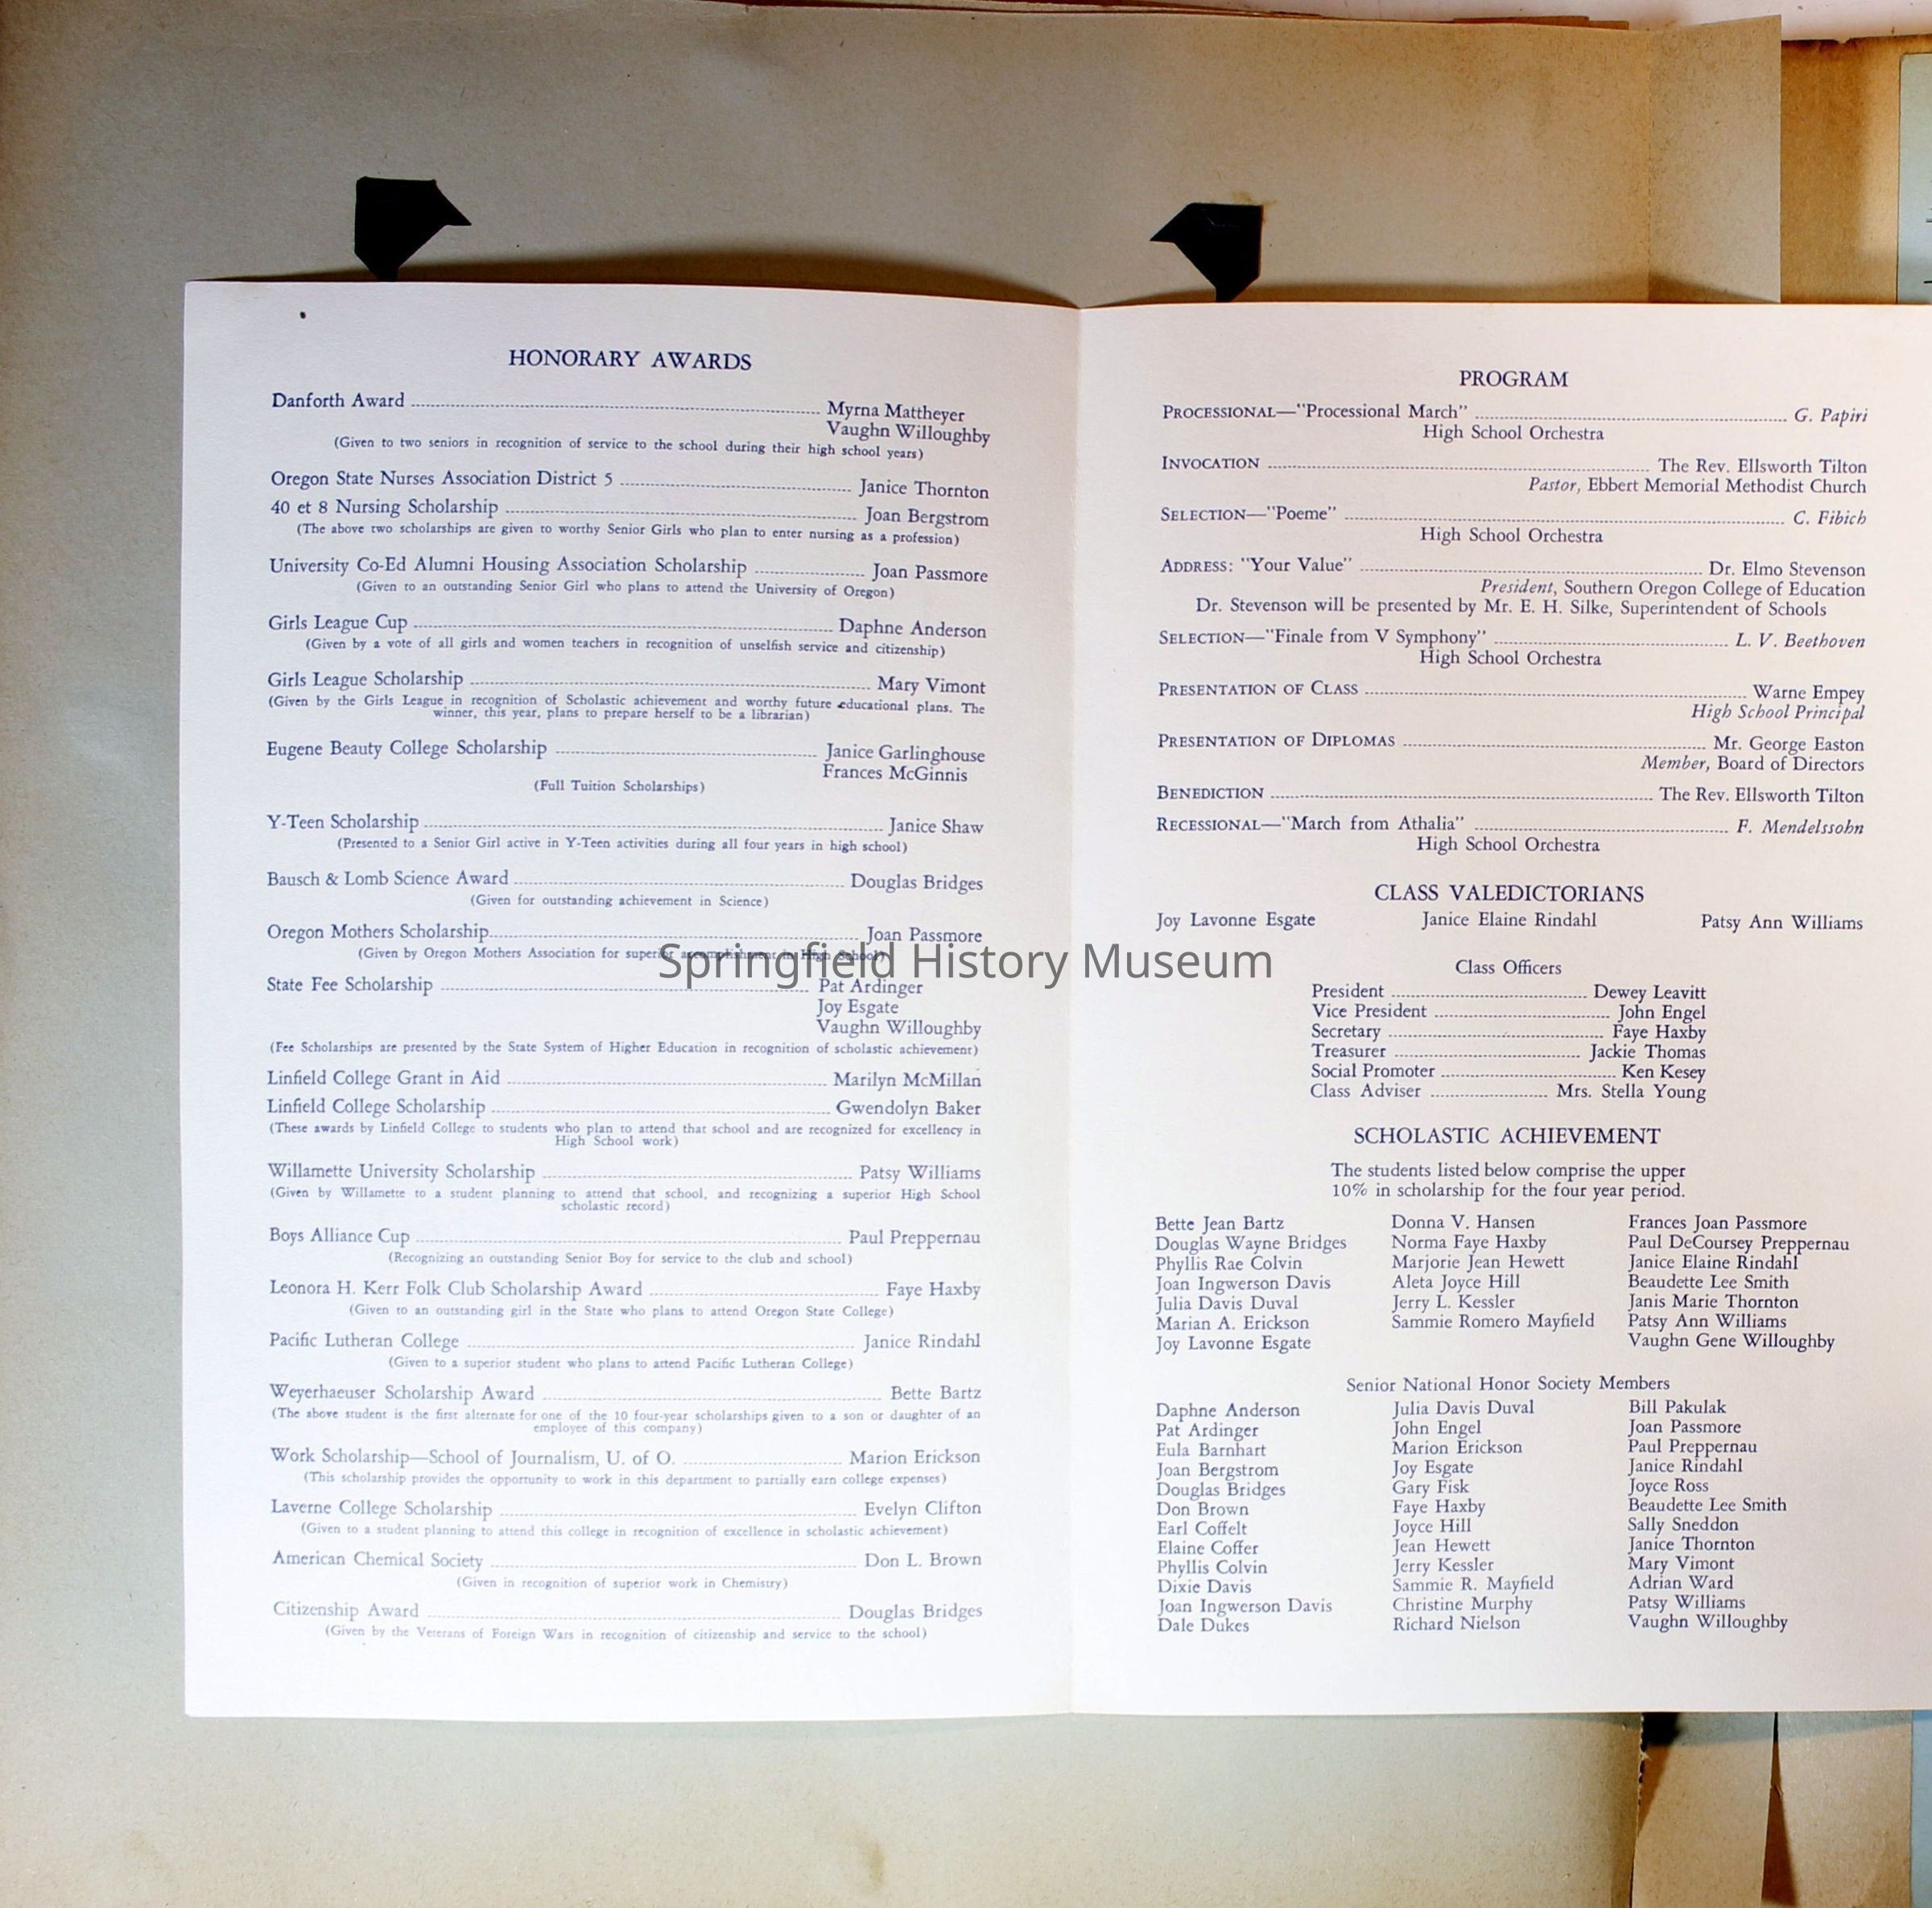 HONORARY AWARDS
Danforth Award ........ Myrna Mattheyer
Vaughn Willoughby
(Given to two seniors in recognition of service to the school during their high school years)
Oregon State Nurses Association District 5 ........ Janice Thornton
40 et 8 Nursing Scholarship ........ Joan Bergstrom
(The above two scholarships are given to worthy Senior Girls who plan to enter nursing as a profession)
University Co-Ed Alumni Housing Association Scholarship ........ Joan Passmore
(Given to an outstanding Senior Girl who plans to attend the University of Oregon)
Girls League Cup ........ Daphne Anderson
(Given by a vote of all girls and women teachers in recognition of unselfish service and citizenship)
Girls League Scholarship ........ Mary Vimont
(Given by the Girls League in recognition of Scholastic achievement and worthy future educational plans. The
winner, this year, plans to prepare herself to be a librarian)
Eugene Beauty College Scholarship ........ Janice Garlinghouse
Frances McGinnis
(Full Tuition Scholarships)
Y-Teen Scholarship ........ Janice Shaw
(Presented to a Senior Girl active in Y-Teen activities during all four years in high school)
Bausch & Lomb Science Award ........ Douglas Bridges
(Given for outstanding achievement in Science)
Oregon Mothers Scholarship ........ Joan Passmore
(Given by Oregon Mothers Association for superior accomplishment in High School)
State Fee Scholarship ........ Pat Ardinger
Joy Esgate
Vaughn Willoughby
(Fee Scholarships are presented by the State System of Higher Education in recognition of scholastic achievement)
Linfield College Grant in Aid ........ Marilyn McMillan
Linfield College Scholarship ........ Gwendolyn Baker
(These awards by Linfield College to students who plan to attend that school and are recognized for excellency in
High School work)
Willamette University Scholarship ........ Patsy Williams
(Given by Willamette to a student planning to attend that school, and recognizing a superior High School
scholastic record)
Boys Alliance Cup ........ Paul Preppernau
(Recognizing an outstanding Senior Boy for service to the club and school)
Leonora H. Kerr Folk Club Scholarship Award ........ Faye Haxby
(Given to an outstanding girl in the State who plans to attend Oregon State College)
Pacific Lutheran College ........ Janice Rindahl
(Given to a superior student who plans to attend Pacific Lutheran College)
Weyerhaeuser Scholarship Award ........ Bette Bartz
(The above student is the first alternate for one of the 10 four-year scholarships given to a son or daughter of an
employee of this company)
Work Scholarship—School of Journalism, U. of O. ........ Marion Erickson
(This scholarship provides the opportunity to work in this department to partially earn college expenses)
Laverne College Scholarship ........ Evelyn Clifton
(Given to a student planning to attend this college in recognition of excellence in scholastic achievement)
American Chemical Society ........ Don L. Brown
(Given in recognition of superior work in Chemistry)
Citizenship Award ........ Douglas Bridges
(Given by the Veterans of Foreign Wars in recognition of citizenship and service to the school)
PROGRAM
PROCESSIONAL—"Processional March" ........ G. Papiri
High School Orchestra
INVOCATION ........ The Rev. Ellsworth Tilton
Pastor, Ebbert Memorial Methodist Church
SELECTION—"Poeme" ........ C. Fibich
High School Orchestra
ADDRESS: "Your Value" ........ Dr. Elmo Stevenson
President, Southern Oregon College of Education
Dr. Stevenson will be presented by Mr. E. H. Silke, Superintendent of Schools
SELECTION—"Finale from V Symphony" ........ L. V. Beethoven
High School Orchestra
PRESENTATION OF CLASS ........ Warne Empey
High School Principal
PRESENTATION OF DIPLOMAS ........ Mr. George Easton
Member, Board of Directors
BENEDICTION ........ The Rev. Ellsworth Tilton
RECESSIONAL—"March from Athalia" ........ F. Mendelssohn
High School Orchestra
CLASS VALEDICTORIANS
Joy Lavonne Esgate Janice Elaine Rindahl Patsy Ann Williams
Class Officers
President ........ Dewey Leavitt
Vice President ........ John Engel
Secretary ........ Faye Haxby
Treasurer ........ Jackie Thomas
Social Promoter ........ Ken Kesey
Class Adviser ........ Mrs. Stella Young
SCHOLASTIC ACHIEVEMENT
The students listed below comprise the upper
10% in scholarship for the four year period.
Bette Jean Bartz Donna V. Hansen Frances Joan Passmore
Douglas Wayne Bridges Norma Faye Haxby Paul DeCoursey Preppernau
Phyllis Rae Colvin Marjorie Jean Hewett Janice Elaine Rindahl
Joan Ingwerson Davis Aleta Joyce Hill Beaudette Lee Smith
Julia Davis Duval Jerry L. Kessler Janis Marie Thornton
Marian A. Erickson Sammie Romero Mayfield Patsy Ann Williams
Joy Lavonne Esgate Vaughn Gene Willoughby
Senior National Honor Society Members
Daphne Anderson Julia Davis Duval Bill Pakulak
Pat Ardinger John Engel Joan Passmore
Eula Barnhart Marion Erickson Paul Preppernau
Joan Bergstrom Joy Esgate Janice Rindahl
Douglas Bridges Gary Fisk Joyce Ross
Don Brown Faye Haxby Beaudette Lee Smith
Earl Coffelt Joyce Hill Sally Sneddon
Elaine Coffer Jean Hewett Janice Thornton
Phyllis Colvin Jerry Kessler Mary Vimont
Dixie Davis Sammie R. Mayfield Adrian Ward
Joan Ingwerson Davis Christine Murphy Patsy Williams
Dale Dukes Richard Nielson Vaughn Willoughby
Springfield History Museum